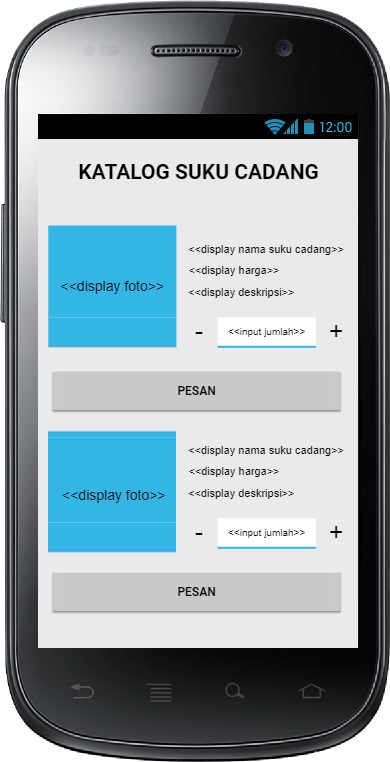 12:00
KATALOG SUKU CADANG
<<display foto>>
<<display nama suku cadang>>
<<display harga>>
<<display deskripsi>>
- <<input jumlah>> +
PESAN
<<display foto>>
<<display nama suku cadang>>
<<display harga>>
<<display deskripsi>>
- <<input jumlah>> +
PESAN